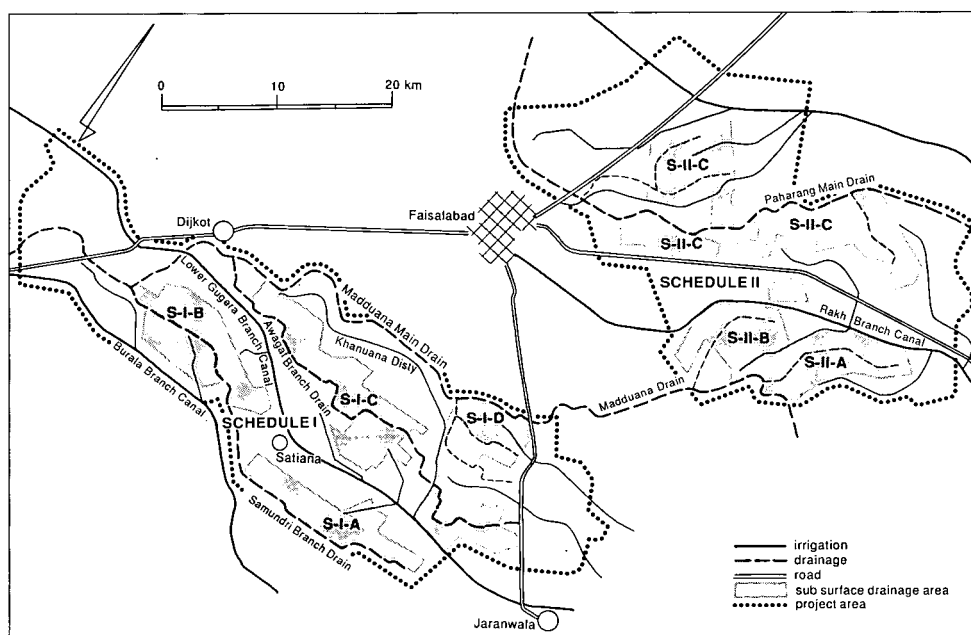 0 10 20 km
S-II-C
Paharang Main Drain
Faisalabad
Dijkot
S-II-C
S-II-C
SCHEDULE II
Lower Gugera Branch Canal
Madduana Main Drain
S-I-B
Awagat Branch Drain
Khanuana Disty
Rakh Branch Canal
S-II-B
S-II-A
Burala Branch Canal
Madduana Drain
S-I-C
S-I-D
SCHEDULE I
Satiana
Samundri Branch Drain
S-I-A
irrigation
drainage
road
sub surface drainage area
project area
Jaranwala